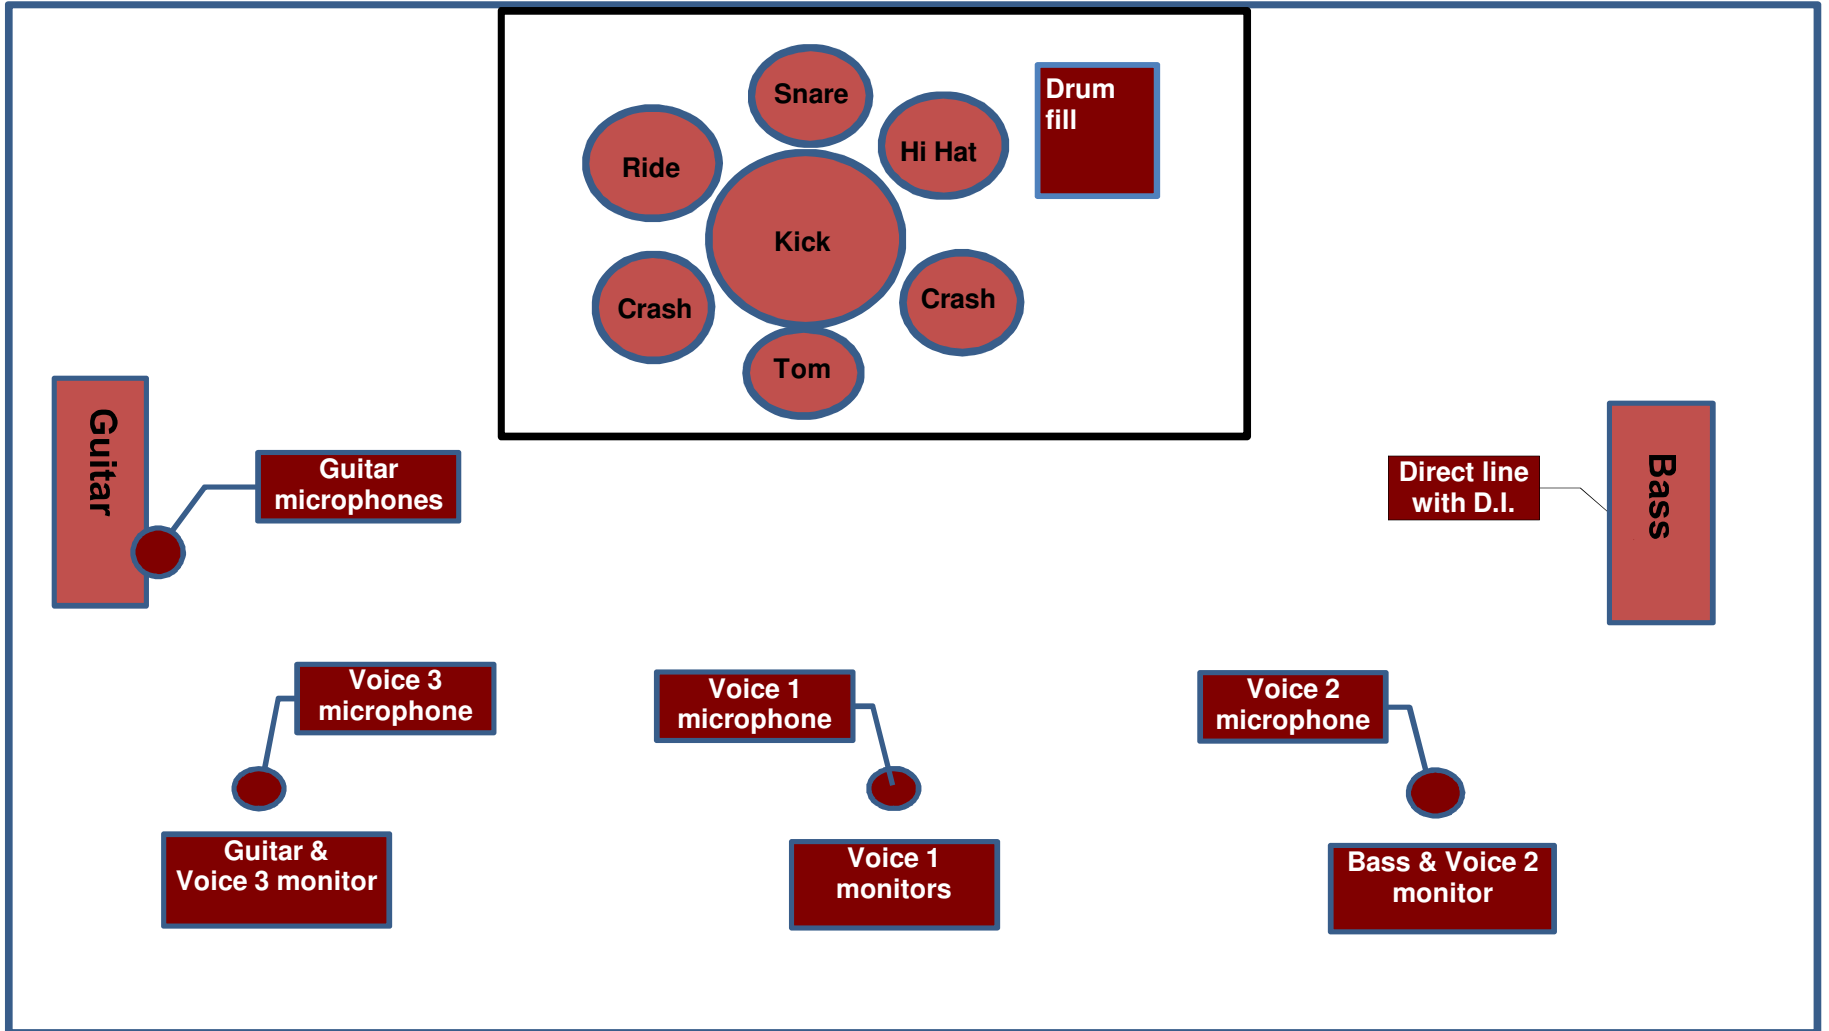 Snare
Drum
fill
Hi Hat
Ride
Kick
Crash
Crash
Tom
Guitar
Guitar
microphones
Direct line
with D.I.
Bass
Voice 3
microphone
Voice 1
microphone
Voice 2
microphone
Guitar &
Voice 3 monitor
Voice 1
monitors
Bass & Voice 2
monitor